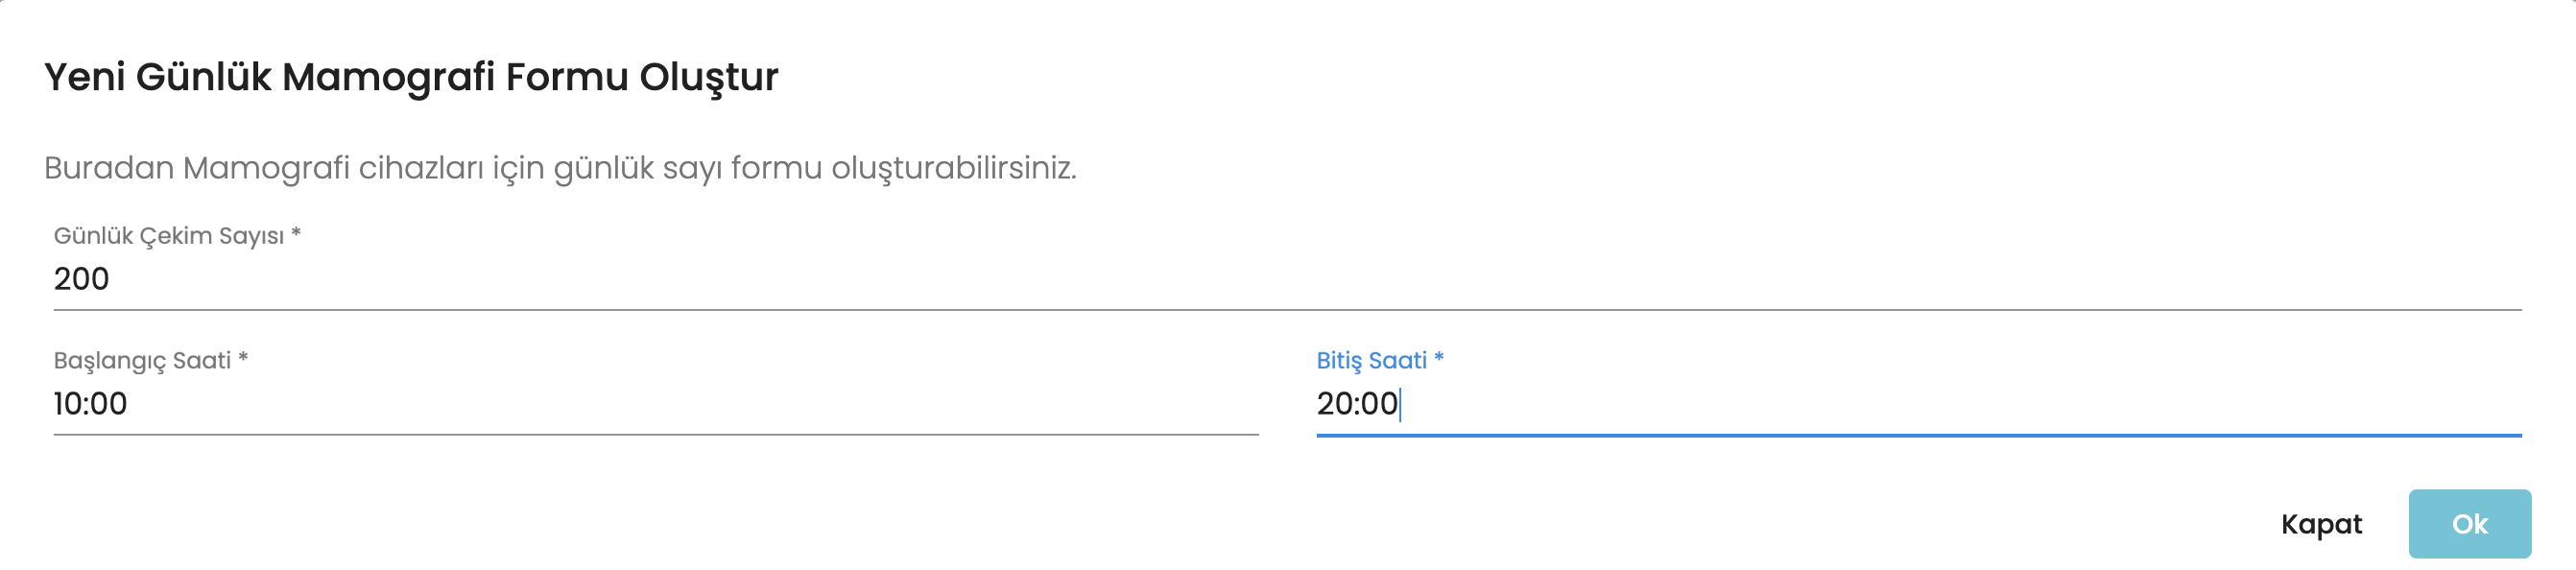 Yeni Günlük Mamografi Formu Oluştur
Buradan Mamografi cihazları için günlük sayı formu oluşturabilirsiniz.
Günlük Çekim Sayısı *
200
Başlangıç Saati *
10:00
Bitiş Saati *
20:00
Kapat
Ok